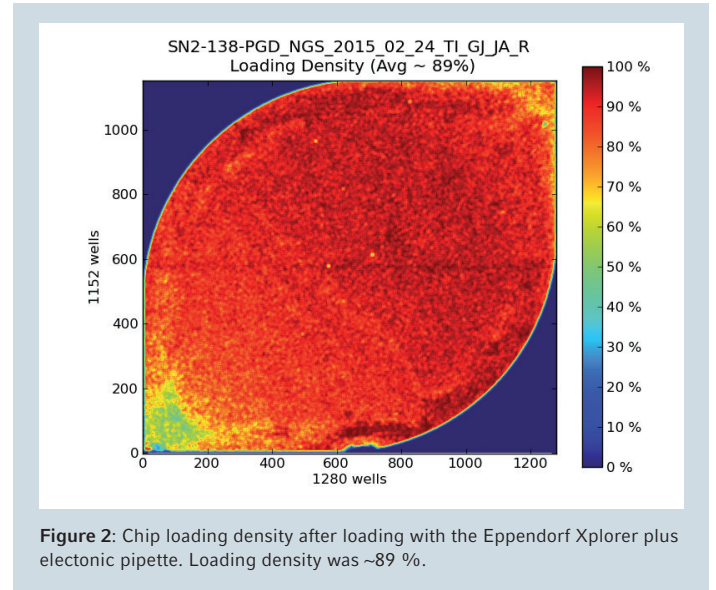 SN2-138-PGD_NGS_2015_02_24_TI_GJ_JA_R
Loading Density (Avg ~ 89%)
1152 wells
1000
800
600
400
200
0
0 200 400 600 800 1000 1200
1280 wells
100 %
90 %
80 %
70 %
60 %
50 %
40 %
30 %
20 %
10 %
0 %
Figure 2: Chip loading density after loading with the Eppendorf Xplorer plus
electonic pipette. Loading density was ~89 %.